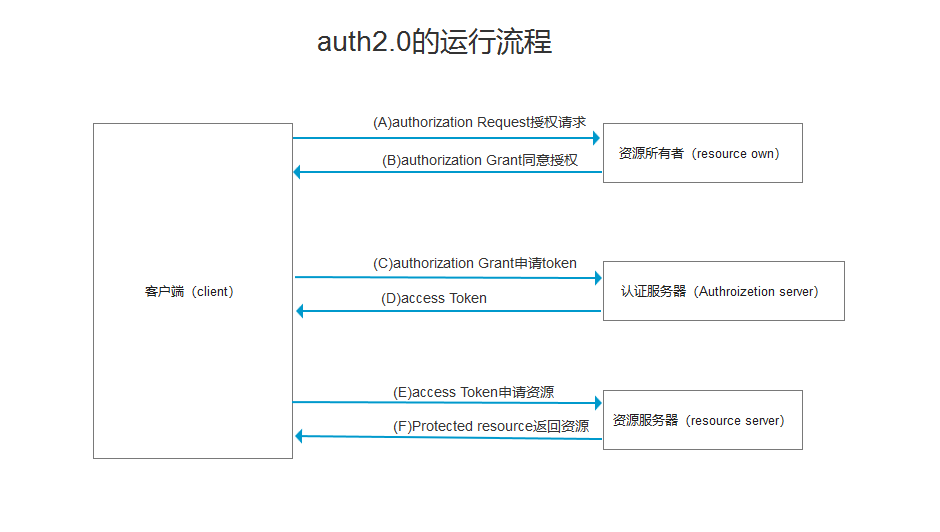 auth2.0的运行流程
(A)authorization Request授权请求
资源所有者（resource own）
(B)authorization Grant同意授权
(C)authorization Grant申请token
客户端（client）
认证服务器（Authroizetion server）
(D)access Token
(E)access Token申请资源
资源服务器（resource server）
(F)Protected resource返回资源